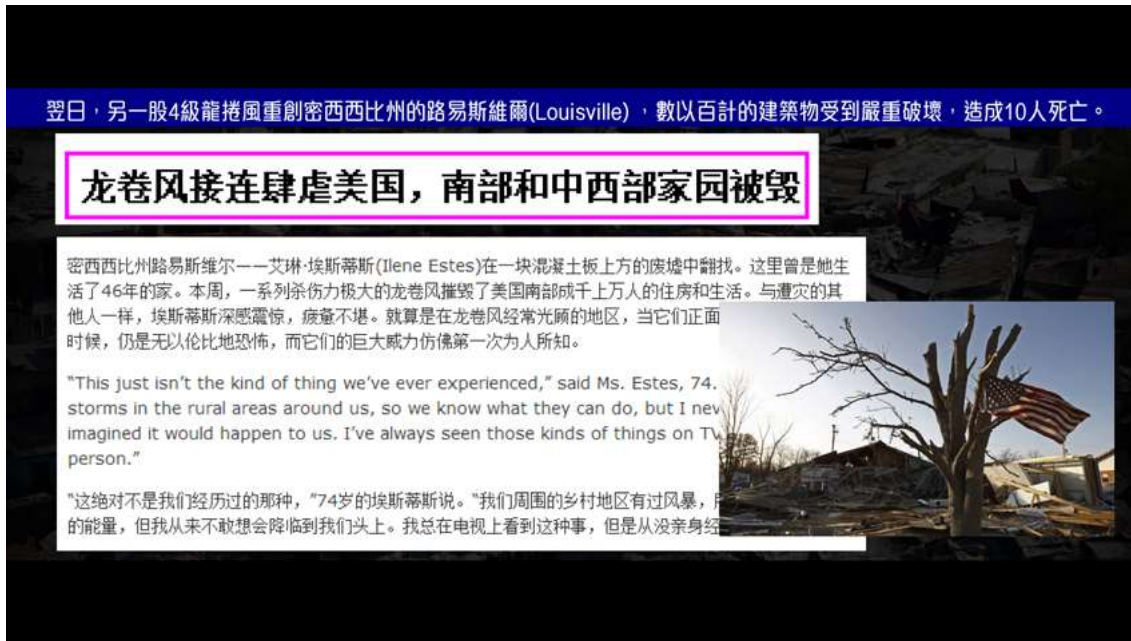 翌日，另一股4級龍捲風重創密西西比州的路易斯維爾(Louisville) ，數以百計的建築物受到嚴重破壞，造成10人死亡。
龙卷风接连肆虐美国，南部和中西部家园被毁
密西西比州路易斯维尔——艾琳·埃斯蒂斯(Ilene Estes)在一块混凝土板上方的废墟中翻找。这里曾是她生
活了46年的家。本周，一系列杀伤力极大的龙卷风摧毁了美国南部成千上万人的住房和生活。与遭灾的其
他人一样，埃斯蒂斯深感震惊，疲惫不堪。就算是在龙卷风经常光顾的地区，当它们正面
时候，仍是无以伦比地恐怖，而它们的巨大威力仿佛第一次为人所知。
“This just isn’t the kind of thing we’ve ever experienced,” said Ms. Estes, 74.
storms in the rural areas around us, so we know what they can do, but I nev
imagined it would happen to us. I’ve always seen those kinds of things on TV
person.”
“这绝对不是我们经历过的那种，”74岁的埃斯蒂斯说。“我们周围的乡村地区有过风暴，
的能量，但我从来不敢想会降临到我们头上。我总在电视上看到这种事，但是从没亲身经